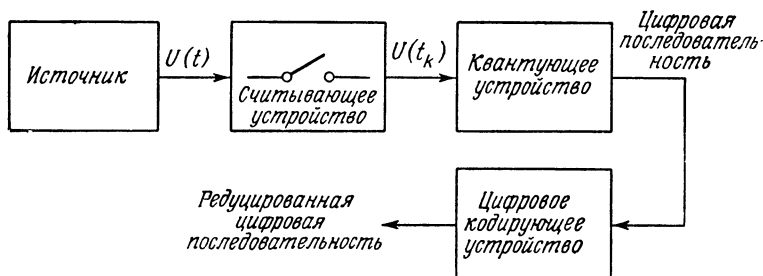 Источник
U(t)
Считывающее
устройство
U(t_k)
Квантующее
устройство
Цифровая
последователь-
ность
Редуцированная
цифровая
последовательность
Цифровое
кодирующее
устройство